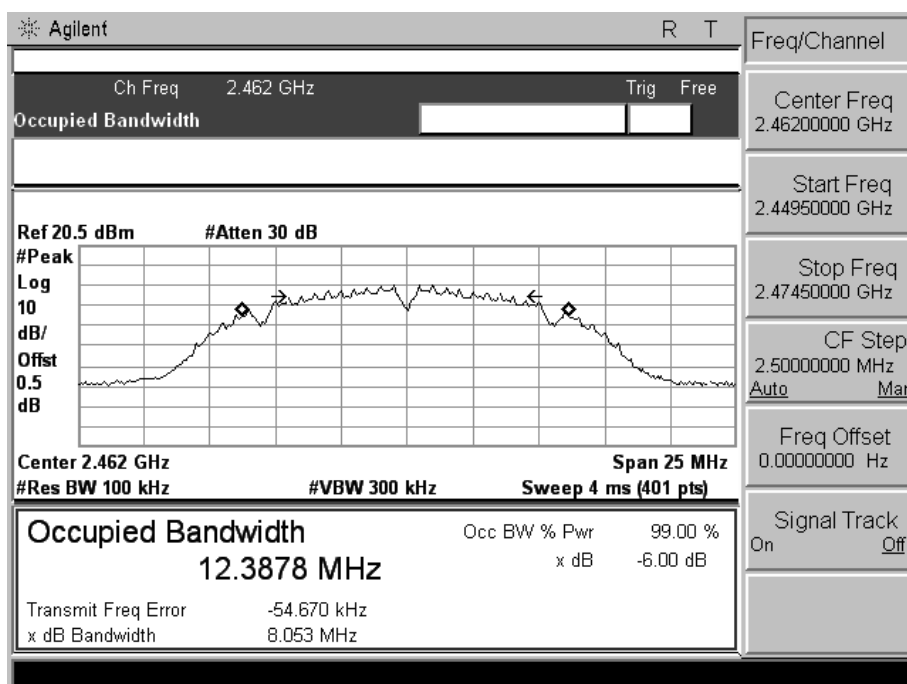 Agilent R T
Freq/Channel
Ch Freq 2.462 GHz Trig Free
Occupied Bandwidth
Center Freq
2.46200000 GHz
Start Freq
2.44950000 GHz
Stop Freq
2.47450000 GHz
CF Step
2.50000000 MHz
Auto Man
Freq Offset
0.00000000 Hz
Signal Track
On Off
Ref 20.5 dBm #Atten 30 dB
#Peak
Log
10
dB/
Offst
0.5
dB
Center 2.462 GHz Span 25 MHz
#Res BW 100 kHz #VBW 300 kHz Sweep 4 ms (401 pts)
Occupied Bandwidth Occ BW % Pwr 99.00 %
12.3878 MHz x dB -6.00 dB
Transmit Freq Error -54.670 kHz
x dB Bandwidth 8.053 MHz